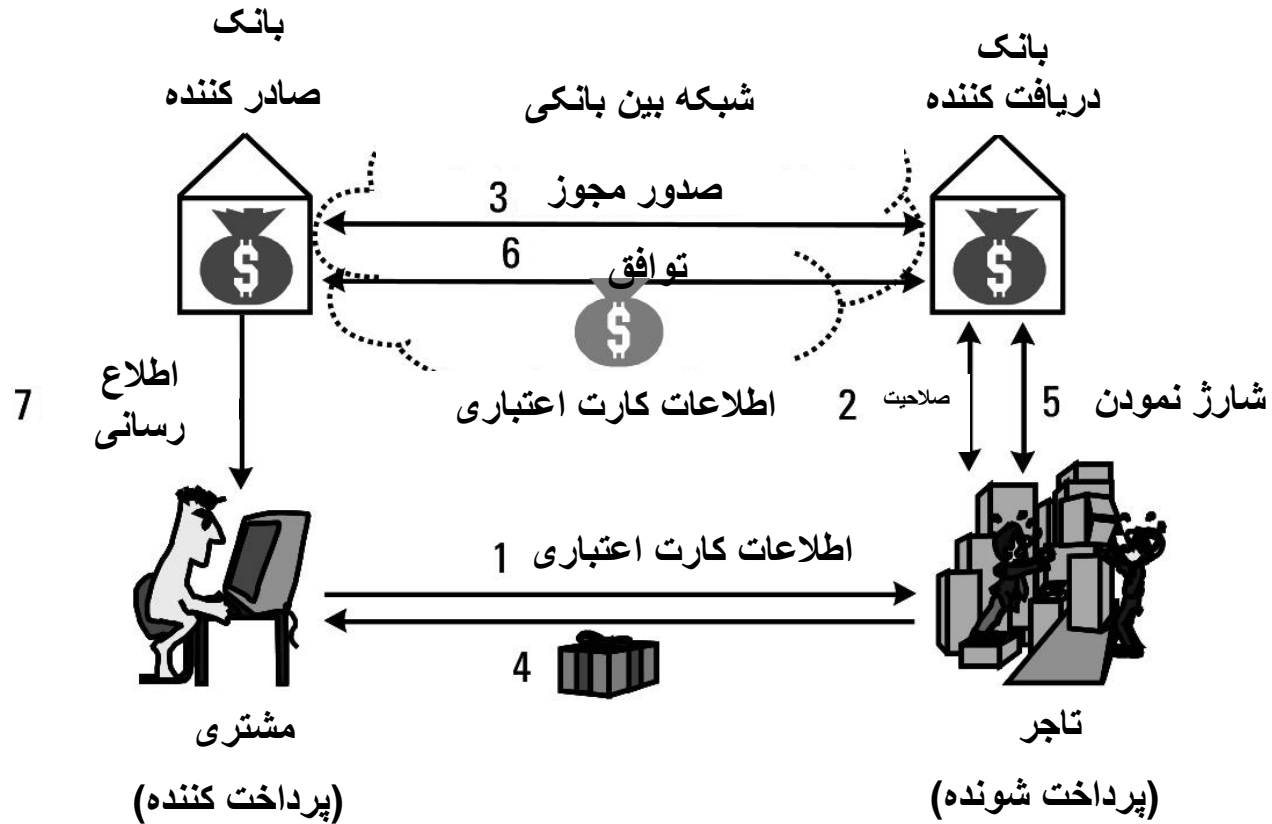 بانک
صادر کننده
بانک
دریافت کننده
شبکه بین بانکی
3 صدور مجوز
6 توافق
$
$
$
7 اطلاع
رسانی
اطلاعات کارت اعتباری
2 صلاحیت
5 شارژ نمودن
1 اطلاعات کارت اعتباری
4
مشتری
(پرداخت کننده)
تاجر
(پرداخت شونده)